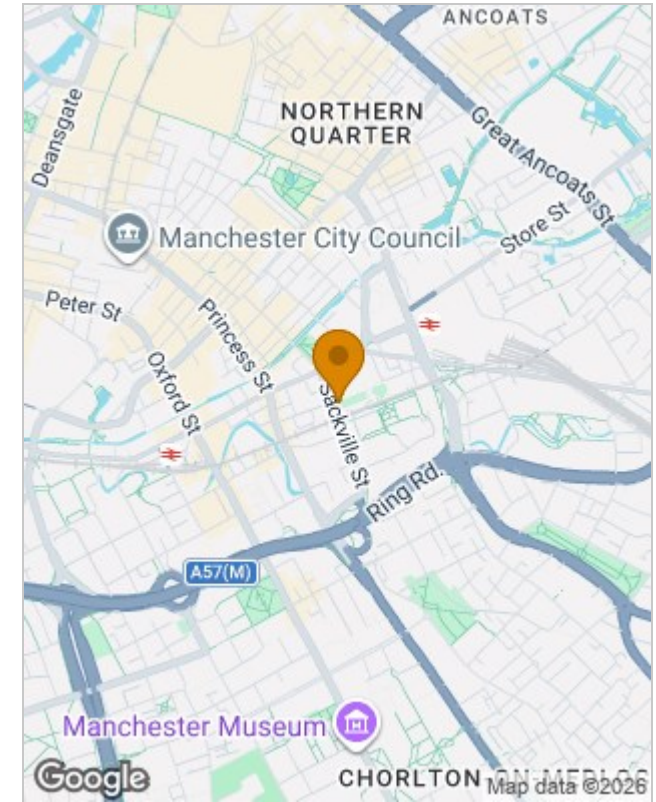 ANCOATS
NORTHERN
QUARTER
Deansgate
Great Ancoats St
Manchester City Council
Store St
Peter St
Princess St
Oxford St
Sackville St
Ring Rd.
A57(M)
Manchester Museum
CHORLTON-ON-MEDLOCK
Google
Map data ©2026